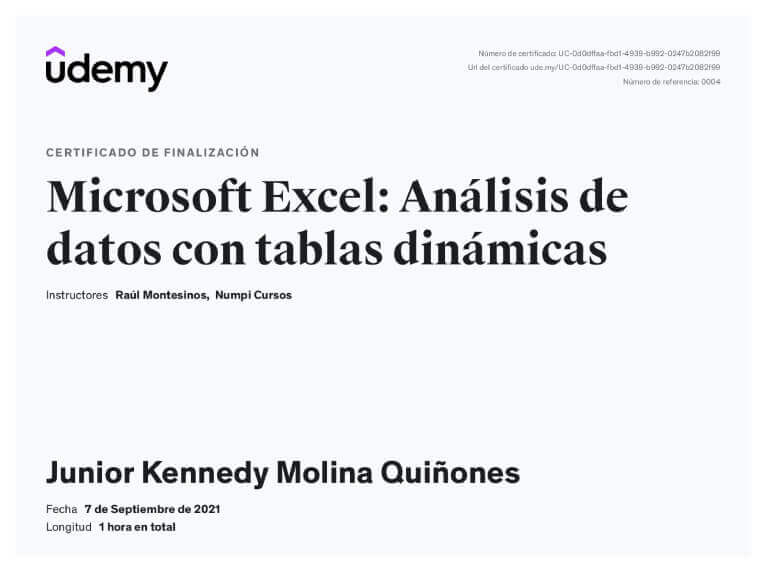 udemy
Número de certificado: UC-0d0dffaa-fbd1-4939-b992-0247b2082f99
Url del certificado ude.my/UC-0d0dffaa-fbd1-4939-b992-0247b2082f99
Número de referencia: 0004
CERTIFICADO DE FINALIZACIÓN
Microsoft Excel: Análisis de
datos con tablas dinámicas
Instructores Raúl Montesinos, Numpi Cursos
Junior Kennedy Molina Quiñones
Fecha 7 de Septiembre de 2021
Longitud 1 hora en total